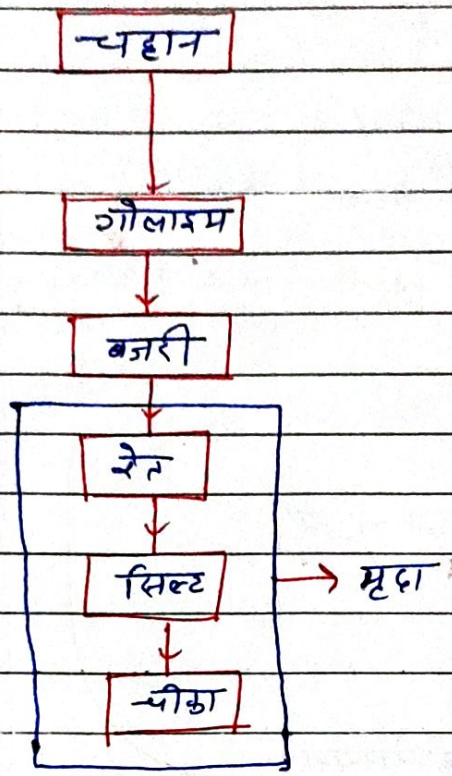 चट्टान
गोलाश्म
बजरी
रेत
सिल्ट
मृदा
चीका